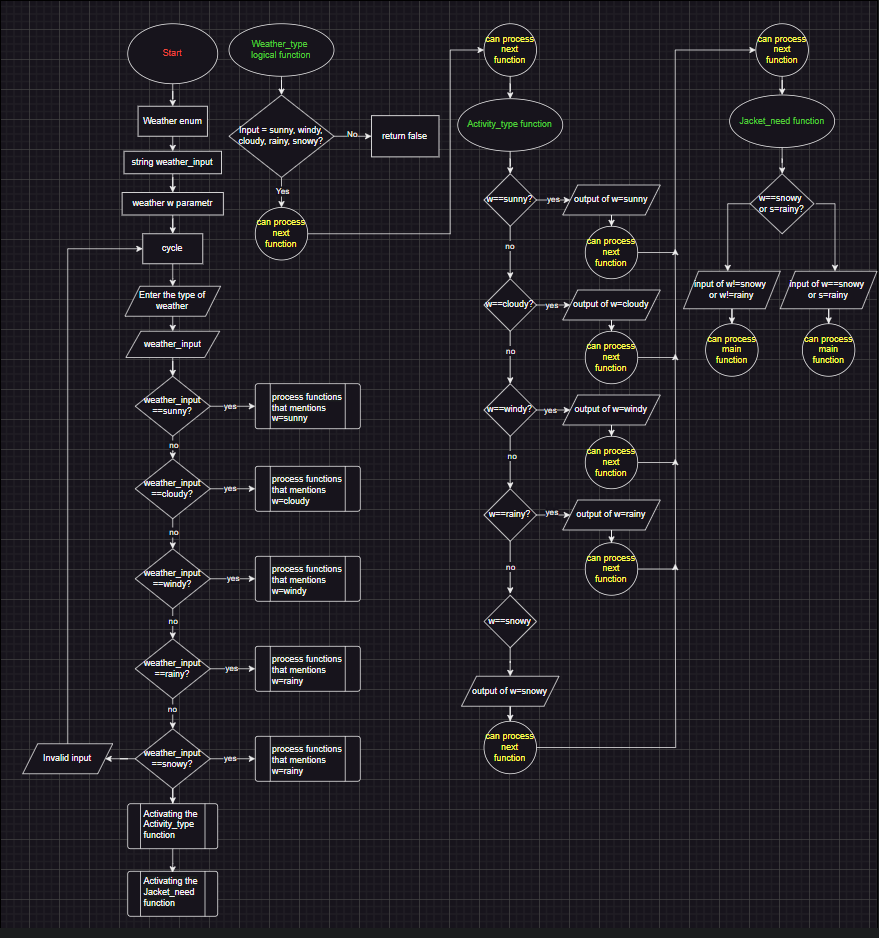 Start
Weather enum
string weather_input
weather w parametr
cycle
Enter the type of
weather
weather_input
weather_input
==sunny?
yes
process functions
that mentions
w=sunny
no
weather_input
==cloudy?
yes
process functions
that mentions
w=cloudy
no
weather_input
==windy?
yes
process functions
that mentions
w=windy
no
weather_input
==rainy?
yes
process functions
that mentions
w=rainy
no
weather_input
==snowy?
yes
process functions
that mentions
w=rainy
Invalid input
Activating the
Activity_type
function
Activating the
Jacket_need
function
Weather_type
logical function
Input = sunny, windy,
cloudy, rainy, snowy?
No
return false
Yes
can process
next
function
can process
next
function
Activity_type function
w==sunny?
yes
output of w=sunny
can process
next
function
no
w==cloudy?
yes
output of w=cloudy
can process
next
function
no
w==windy?
yes
output of w=windy
can process
next
function
no
w==rainy?
yes
output of w=rainy
can process
next
function
no
w==snowy
output of w=snowy
can process
next
function
can process
next
function
Jacket_need function
w==snowy
or s=rainy?
input of w!=snowy
or w!=rainy
input of w==snowy
or s=rainy
can process
main
function
can process
main
function